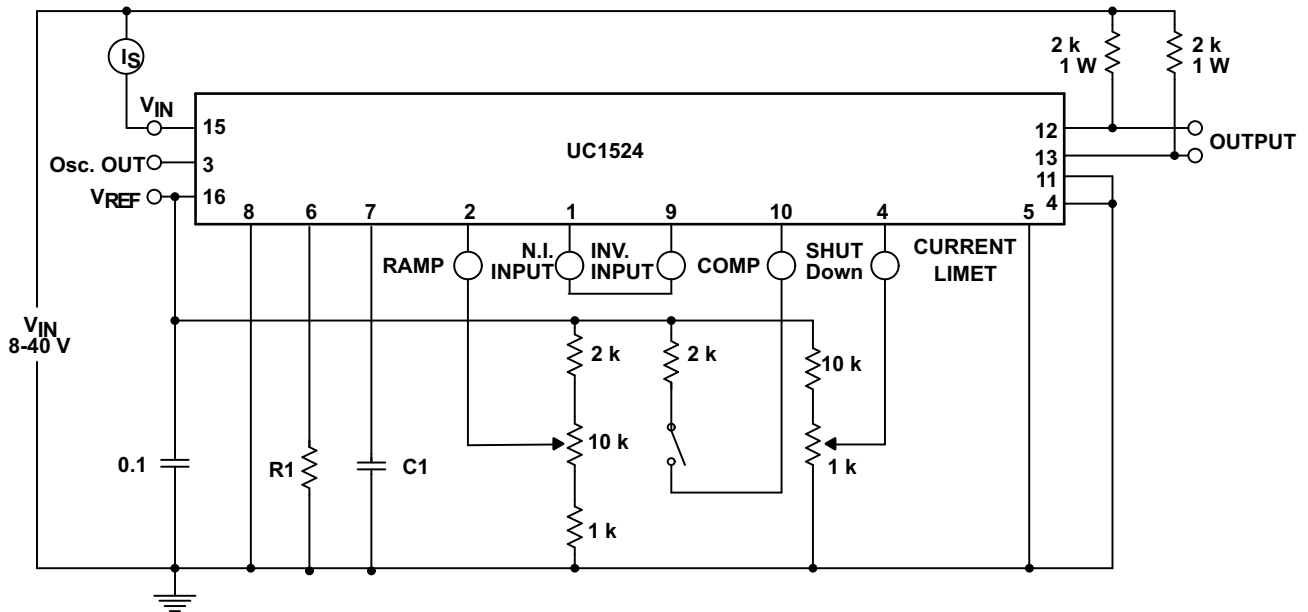 2 k
1 W
2 k
1 W
IS
VIN
15
12
OUTPUT
UC1524
Osc. OUT
3
13
11
VREF
16
4
8
6
7
2
1
9
10
4
5
RAMP
N.I.
INPUT
INV.
INPUT
COMP
SHUT
Down
CURRENT
LIMET
VIN
8-40 V
2 k
2 k
10 k
10 k
0.1
R1
C1
1 k
1 k